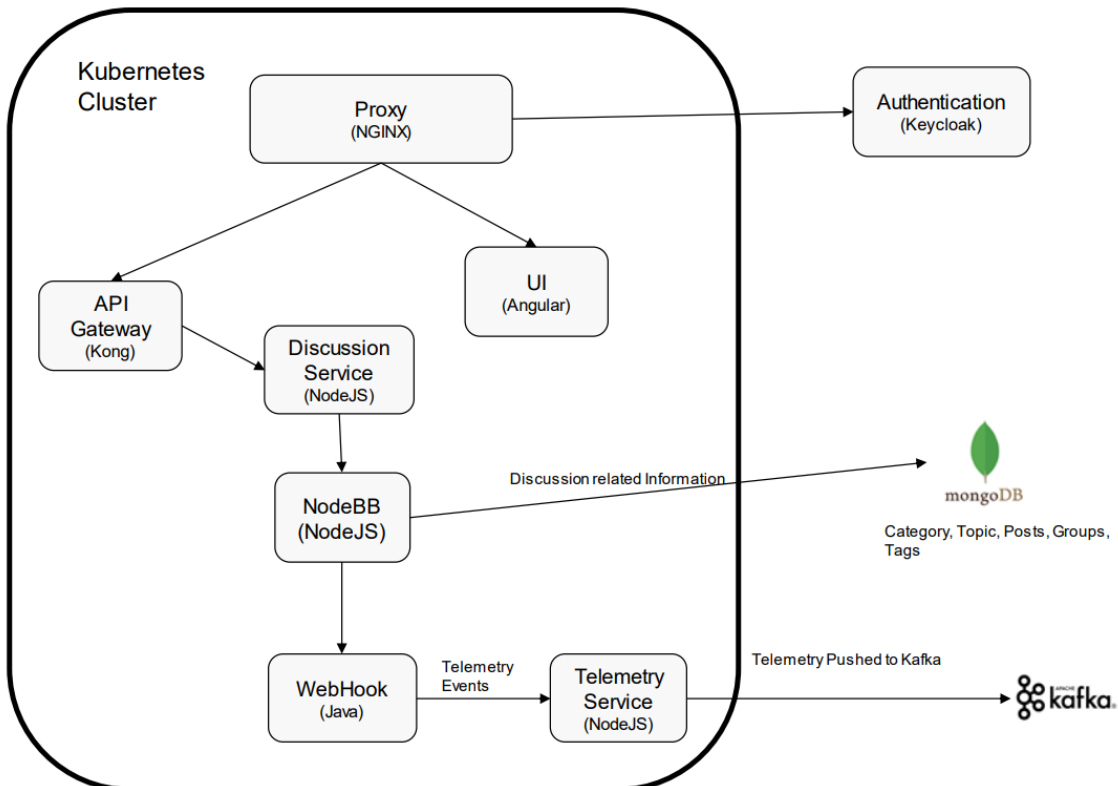 Kubernetes
Cluster
Proxy
(NGINX)
Authentication
(Keycloak)
API
Gateway
(Kong)
UI
(Angular)
Discussion
Service
(NodeJS)
NodeBB
(NodeJS)
Discussion related Information
mongoDB
Category, Topic, Posts, Groups,
Tags
WebHook
(Java)
Telemetry
Events
Telemetry
Service
(NodeJS)
Telemetry Pushed to Kafka
APACHE
kafka®